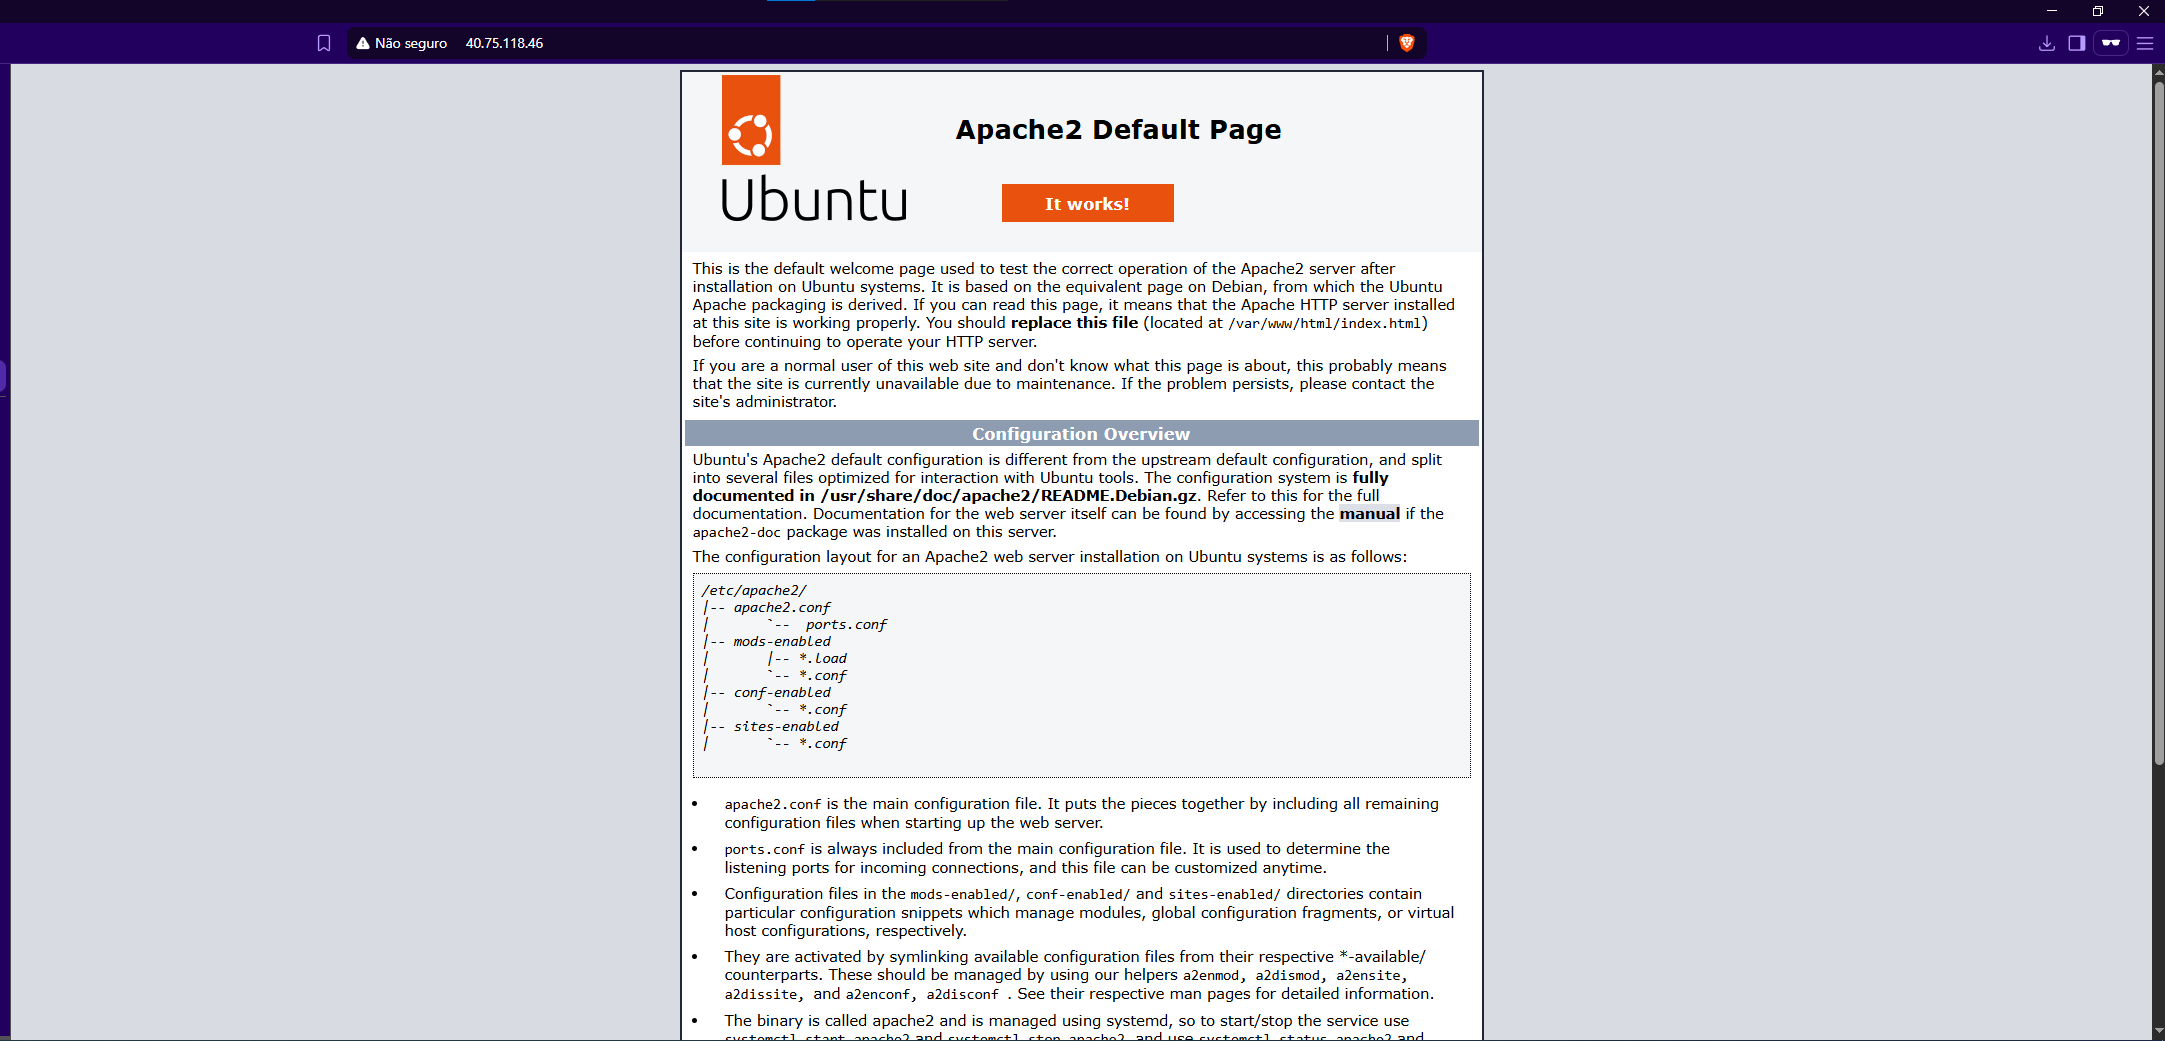 Não seguro 40.75.118.46
Apache2 Default Page
Ubuntu
It works!
This is the default welcome page used to test the correct operation of the Apache2 server after
installation on Ubuntu systems. It is based on the equivalent page on Debian, from which the Ubuntu
Apache packaging is derived. If you can read this page, it means that the Apache HTTP server installed
at this site is working properly. You should replace this file (located at /var/www/html/index.html)
before continuing to operate your HTTP server.
If you are a normal user of this web site and don't know what this page is about, this probably means
that the site is currently unavailable due to maintenance. If the problem persists, please contact the
site's administrator.
Configuration Overview
Ubuntu's Apache2 default configuration is different from the upstream default configuration, and split
into several files optimized for interaction with Ubuntu tools. The configuration system is fully
documented in /usr/share/doc/apache2/README.Debian.gz. Refer to this for the full
documentation. Documentation for the web server itself can be found by accessing the manual if the
apache2-doc package was installed on this server.
The configuration layout for an Apache2 web server installation on Ubuntu systems is as follows:
/etc/apache2/
|-- apache2.conf
|       `--  ports.conf
|-- mods-enabled
|       |-- *.load
|       `-- *.conf
|-- conf-enabled
|       `-- *.conf
|-- sites-enabled
|       `-- *.conf
• apache2.conf is the main configuration file. It puts the pieces together by including all remaining
configuration files when starting up the web server.
• ports.conf is always included from the main configuration file. It is used to determine the
listening ports for incoming connections, and this file can be customized anytime.
• Configuration files in the mods-enabled/, conf-enabled/ and sites-enabled/ directories contain
particular configuration snippets which manage modules, global configuration fragments, or virtual
host configurations, respectively.
• They are activated by symlinking available configuration files from their respective *-available/
counterparts. These should be managed by using our helpers a2enmod, a2dismod, a2ensite,
a2dissite, and a2enconf, a2disconf . See their respective man pages for detailed information.
• The binary is called apache2 and is managed using systemd, so to start/stop the service use
systemctl start apache2 and systemctl stop apache2, and use systemctl status apache2 and